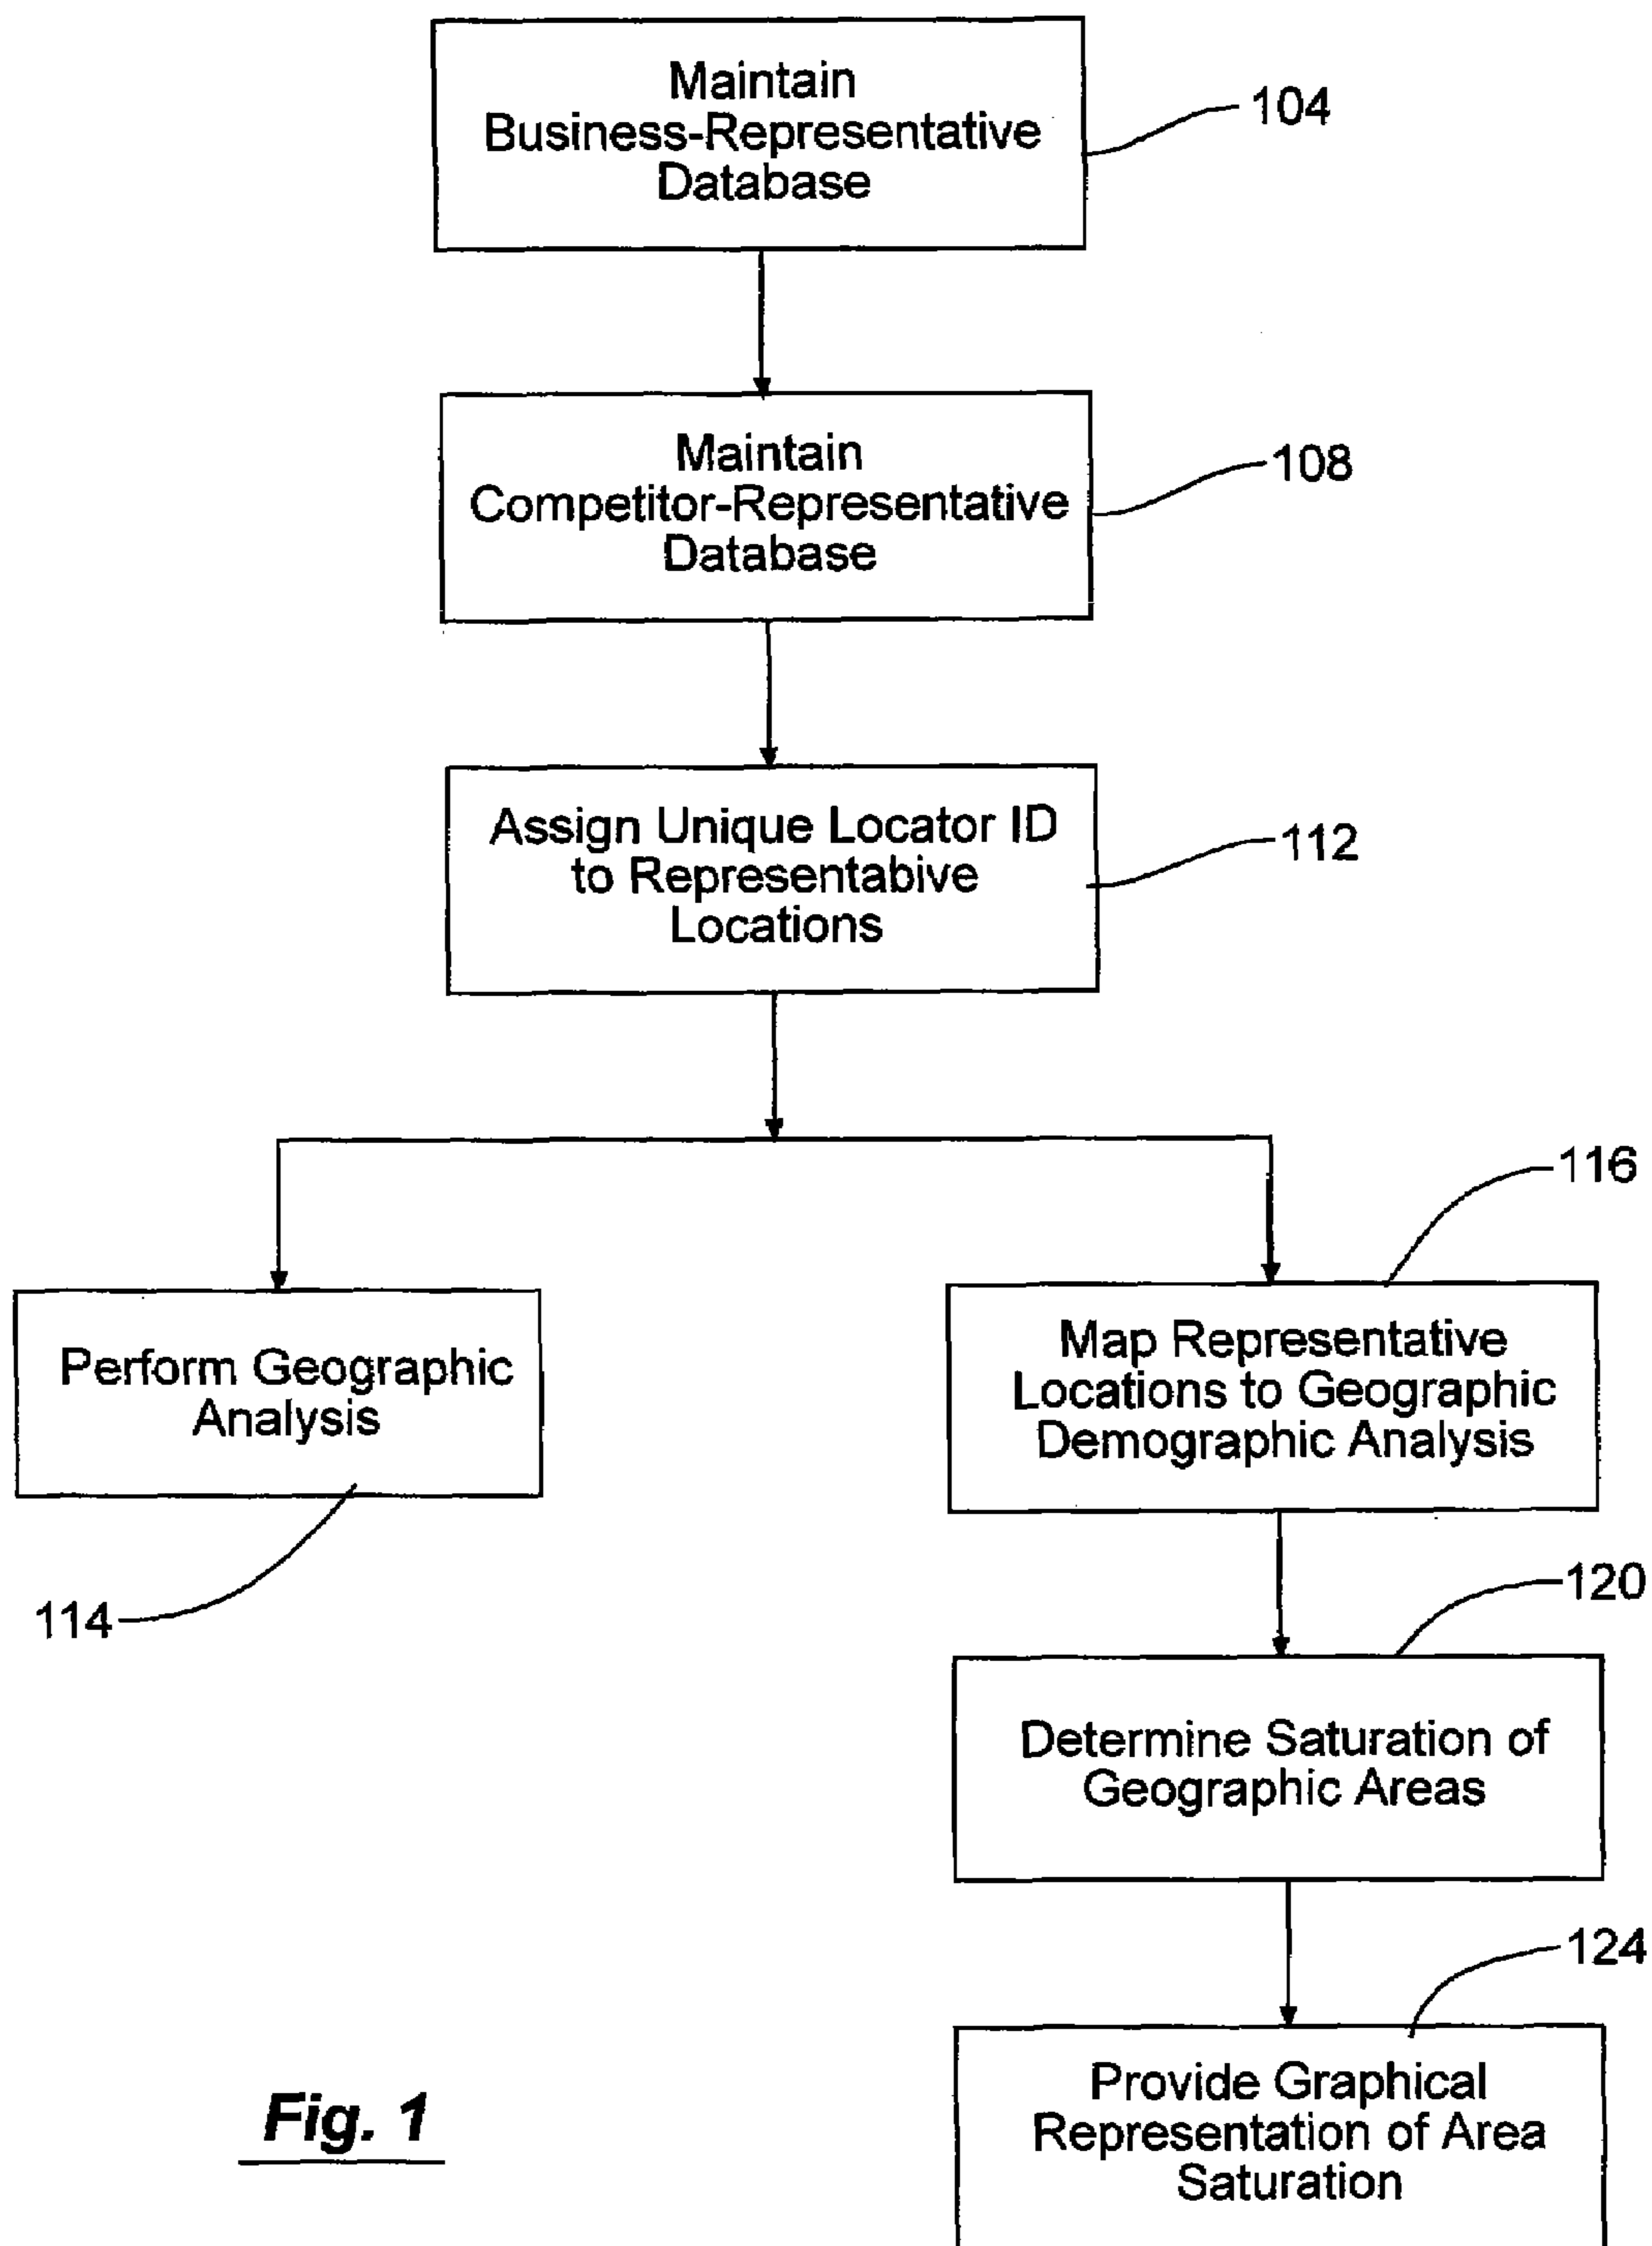 Maintain
Business-Representative
Database
104
Maintain
Competitor-Representative
Database
108
Assign Unique Locator ID
to Representabive
Locations
112
116
Perform Geographic
Analysis
Map Representative
Locations to Geographic
Demographic Analysis
114
120
Determine Saturation of
Geographic Areas
124
Provide Graphical
Representation of Area
Saturation
Fig. 1